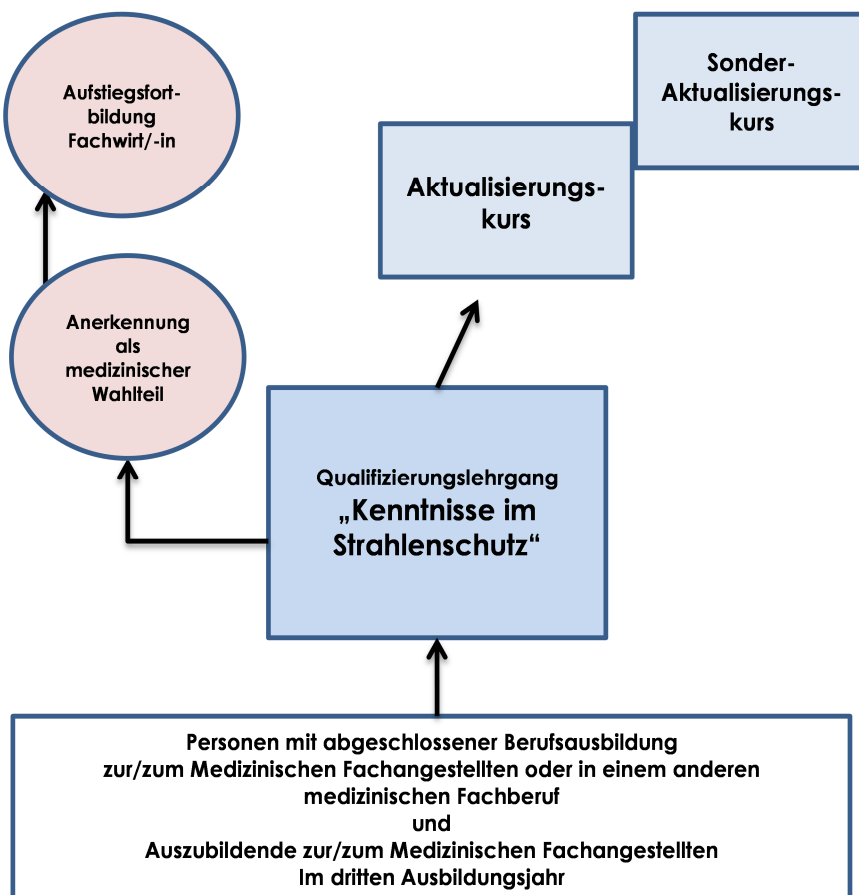 Aufstiegsfort-
bildung
Fachwirt/-in
Sonder-
Aktualisierungs-
kurs
Aktualisierungs-
kurs
Anerkennung
als
medizinischer
Wahlteil
Qualifizierungslehrgang
„Kenntnisse im
Strahlenschutz“
Personen mit abgeschlossener Berufsausbildung
zur/zum Medizinischen Fachangestellten oder in einem anderen
medizinischen Fachberuf
und
Auszubildende zur/zum Medizinischen Fachangestellten
Im dritten Ausbildungsjahr